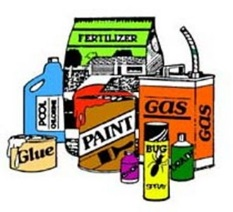 FERTILIZER
POOL
CHLORINE
GAS
GAS
Glue
PAINT
BUG
SPRAY